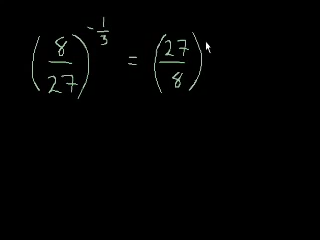 (8/27)^(-1/3) = (27/8)